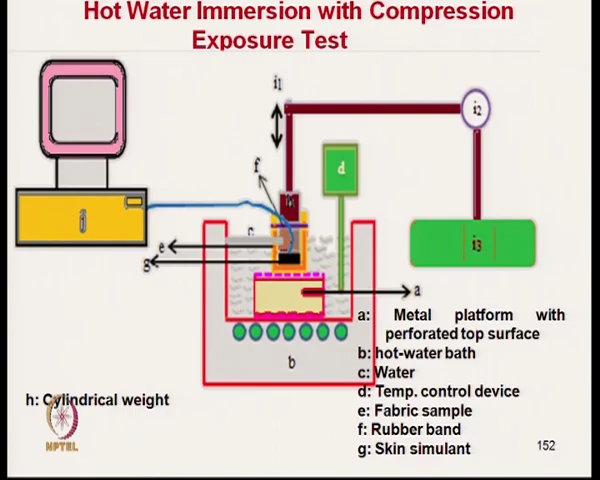 Hot Water Immersion with Compression
Exposure Test
i1
i2
f
d
h
j
c
e
g
i3
a
a: Metal platform with
perforated top surface
b
b: hot-water bath
c: Water
d: Temp. control device
h: Cylindrical weight
e: Fabric sample
f: Rubber band
g: Skin simulant
NPTEL
152